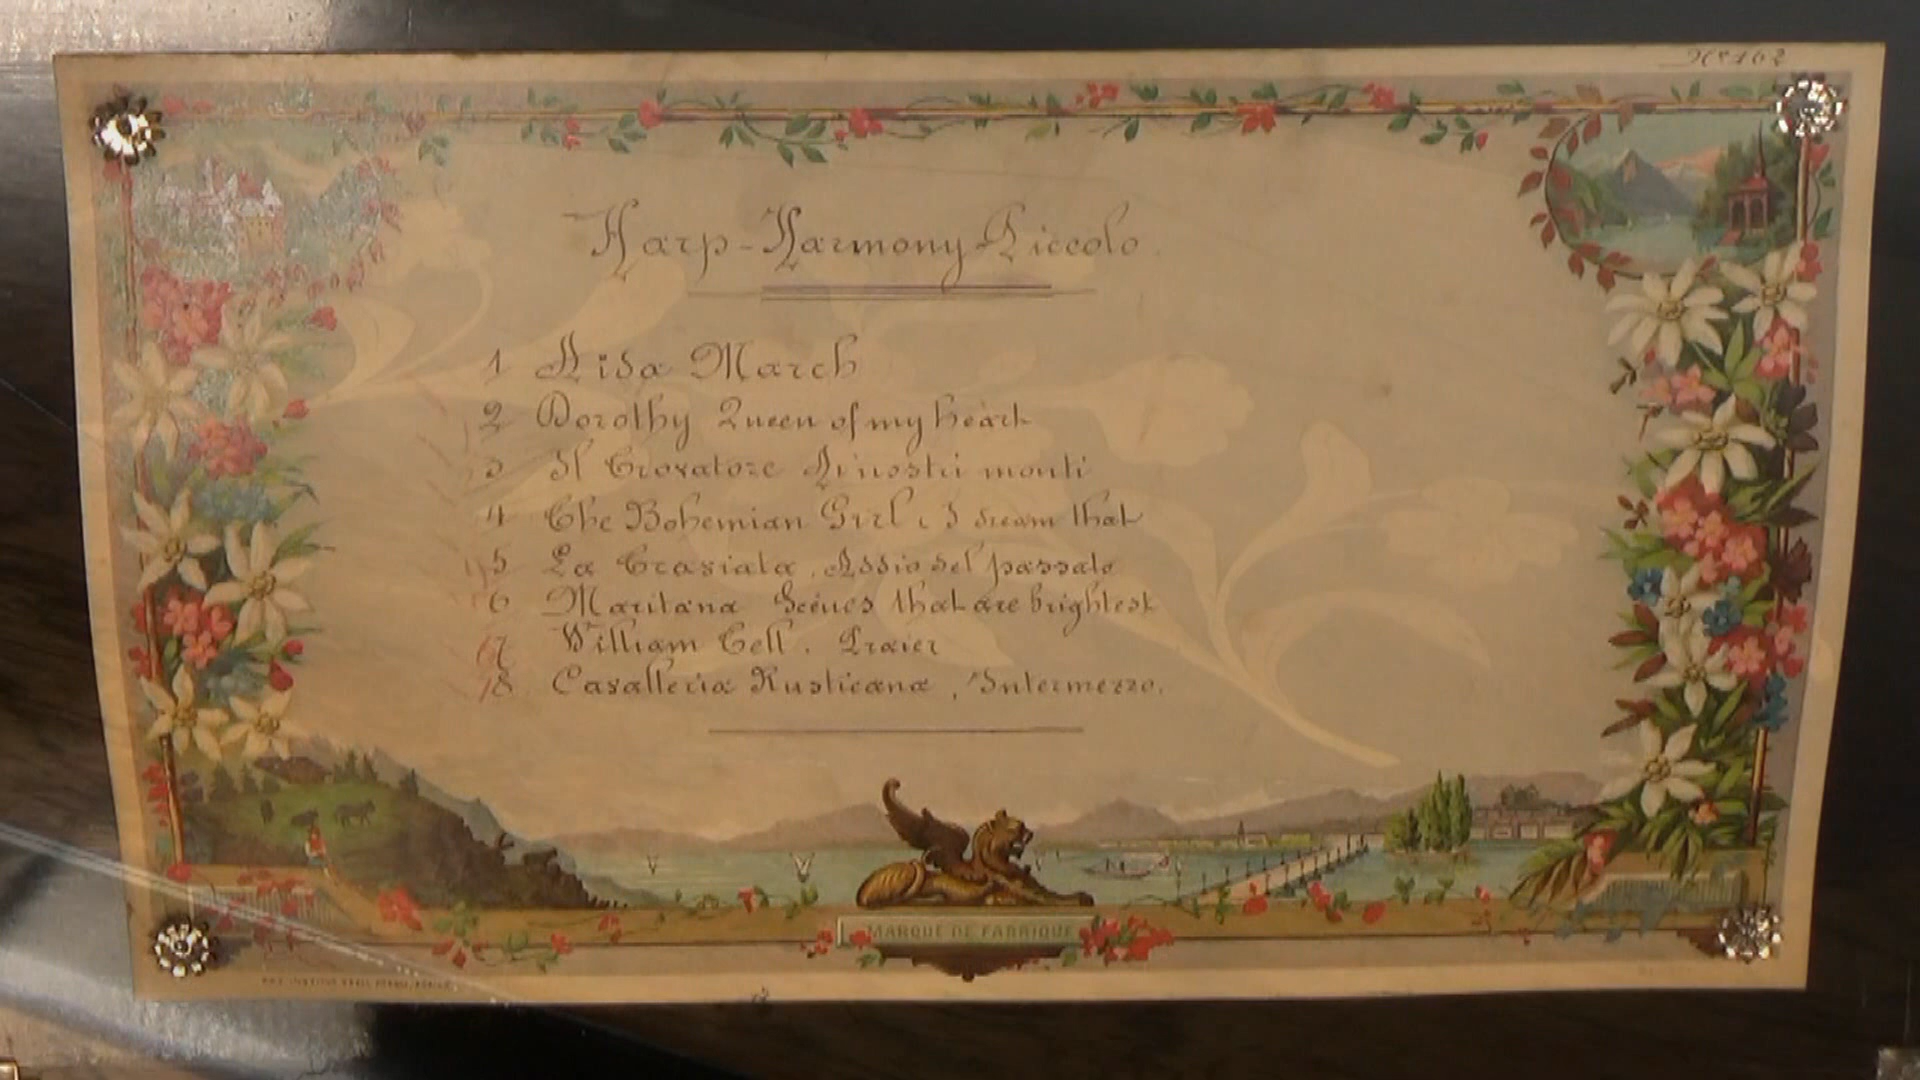 No 162
Harp-Harmony-Piccolo
1 Aida March
2 Dorothy Queen of my heart
3 Il Trovatore Ai nostri monti
4 The Bohemian Girl, I dream that
5 La Traviata, Addio del passato
6 Maritana Scenes that are brightest
7 William Tell. Praier
8 Cavalleria Rusticana, Intermezzo.
MARQUE DE FABRIQUE